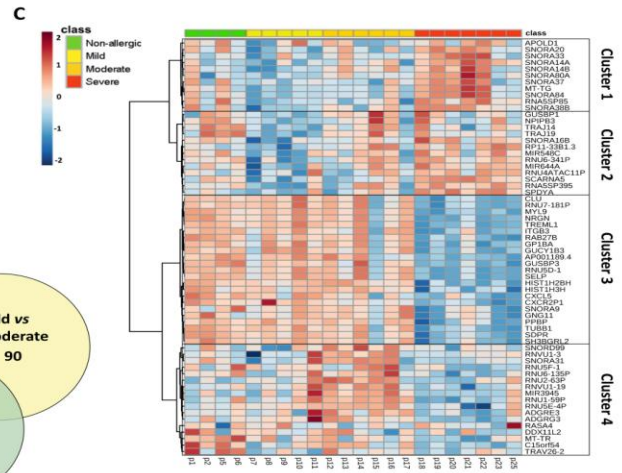 C
class
Non-allergic
Mild
Moderate
Severe
2
1
0
-1
-2
class
APOLD1
SNORA20
SNORA33
SNORA14A
SNORA14B
SNORA80A
SNORA37
MT-TG
SNORA84
RNA5SP85
SNORA38B
GUSBP1
NPIPB3
TRAJ14
TRAJ19
SNORA16B
RP11-33B1.3
MIR548C
RNU6-341P
MIR644A
RNU4ATAC11P
SCARNA5
RNA5SP395
SPDYA
CLU
RNU7-181P
MYL9
NRGN
TREML1
ITGB3
RAB27B
GP1BA
GUCY1B3
AP001189.4
GUSBP3
RNU5D-1
SELP
HIST1H2BH
HIST1H3H
CXCL5
CXCR2P1
SNORA9
GNG11
PPBP
TUBB1
SDPR
SH3BGRL2
SNORD99
RNVU1-3
SNORA31
RNU5F-1
RNU6-135P
RNU2-63P
RNVU1-19
MIR3945
RNU1-59P
RNU5E-4P
ADGRE3
ADGRG3
RASA4
DDX11L2
MT-TR
C15orf54
TRAV26-2
Cluster 1
Cluster 2
Cluster 3
Cluster 4
p1 p2 p5 p6 p7 p8 p9 p10 p11 p12 p13 p14 p15 p16 p17 p18 p19 p20 p21 p22 p23 p25
ld vs
oderate
90